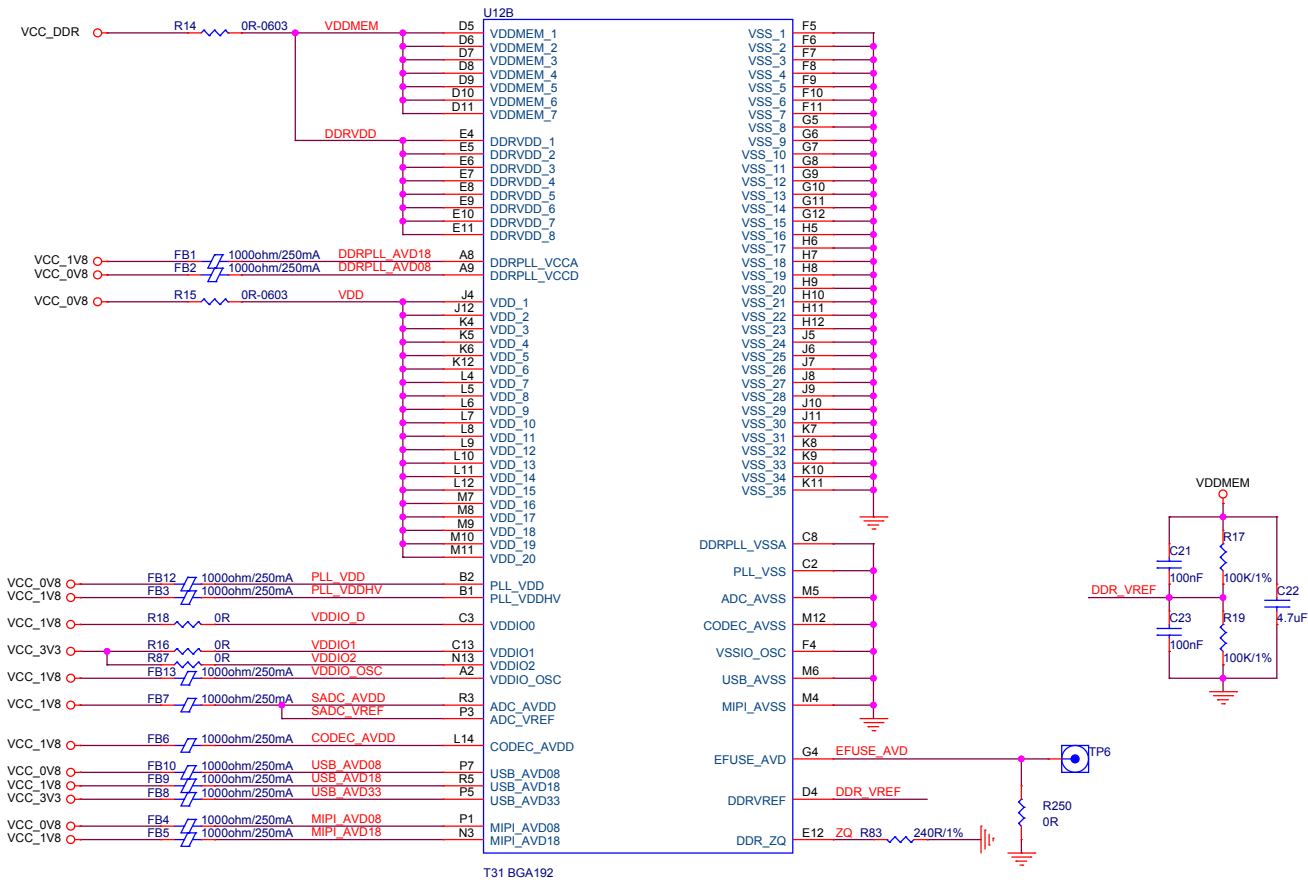 U12B
VCC_DDR R14 0R-0603 VDDMEM D5 VDDMEM_1 VSS_1 F5
D6 VDDMEM_2 VSS_2 F6
D7 VDDMEM_3 VSS_3 F7
D8 VDDMEM_4 VSS_4 F8
D9 VDDMEM_5 VSS_5 F9
D10 VDDMEM_6 VSS_6 F10
D11 VDDMEM_7 VSS_7 F11
VSS_8 G5
DDRVDD E4 DDRVDD_1 VSS_9 G6
E5 DDRVDD_2 VSS_10 G7
E6 DDRVDD_3 VSS_11 G8
E7 DDRVDD_4 VSS_12 G9
E8 DDRVDD_5 VSS_13 G10
E9 DDRVDD_6 VSS_14 G11
E10 DDRVDD_7 VSS_15 G12
E11 DDRVDD_8 VSS_16 H5
VSS_17 H6
VCC_1V8 FB1 1000ohm/250mA DDRPLL_AVD18 A8 DDRPLL_VCCA VSS_18 H7
VCC_0V8 FB2 1000ohm/250mA DDRPLL_AVD08 A9 DDRPLL_VCCD VSS_19 H8
VSS_20 H9
VCC_0V8 R15 0R-0603 VDD J4 VDD_1 VSS_21 H10
J12 VDD_2 VSS_22 H11
K4 VDD_3 VSS_23 H12
K5 VDD_4 VSS_24 J5
K6 VDD_5 VSS_25 J6
K12 VDD_6 VSS_26 J7
L4 VDD_7 VSS_27 J8
L5 VDD_8 VSS_28 J9
L6 VDD_9 VSS_29 J10
L7 VDD_10 VSS_30 J11
L8 VDD_11 VSS_31 K7
L9 VDD_12 VSS_32 K8
L10 VDD_13 VSS_33 K9
L11 VDD_14 VSS_34 K10
L12 VDD_15 VSS_35 K11
M7 VDD_16
M8 VDD_17
M9 VDD_18
M10 VDD_19
M11 VDD_20
DDRPLL_VSSA C8
VCC_0V8 FB12 1000ohm/250mA PLL_VDD B2 PLL_VDD PLL_VSS C2
VCC_1V8 FB3 1000ohm/250mA PLL_VDDHV B1 PLL_VDDHV ADC_AVSS M5
VCC_1V8 R18 0R VDDIO_D C3 VDDIO0 CODEC_AVSS M12
VCC_3V3 R16 0R VDDIO1 C13 VDDIO1 VSSIO_OSC F4
R87 0R VDDIO2 N13 VDDIO2
VCC_1V8 FB13 1000ohm/250mA VDDIO_OSC A2 VDDIO_OSC USB_AVSS M6
VCC_1V8 FB7 1000ohm/250mA SADC_AVDD R3 ADC_AVDD MIPI_AVSS M4
SADC_VREF P3 ADC_VREF
VCC_1V8 FB6 1000ohm/250mA CODEC_AVDD L14 CODEC_AVDD
EFUSE_AVD G4 EFUSE_AVD TP6
VCC_0V8 FB10 1000ohm/250mA USB_AVD08 P7 USB_AVD08
VCC_1V8 FB9 1000ohm/250mA USB_AVD18 R5 USB_AVD18
VCC_3V3 FB8 1000ohm/250mA USB_AVD33 P5 USB_AVD33 DDRVREF D4 DDR_VREF
R250
0R
VCC_0V8 FB4 1000ohm/250mA MIPI_AVD08 P1 MIPI_AVD08
VCC_1V8 FB5 1000ohm/250mA MIPI_AVD18 N3 MIPI_AVD18 DDR_ZQ E12 ZQ R83 240R/1%
T31 BGA192
VDDMEM
C21 R17
100nF 100K/1%
DDR_VREF C22
C23 R19 4.7uF
100nF 100K/1%